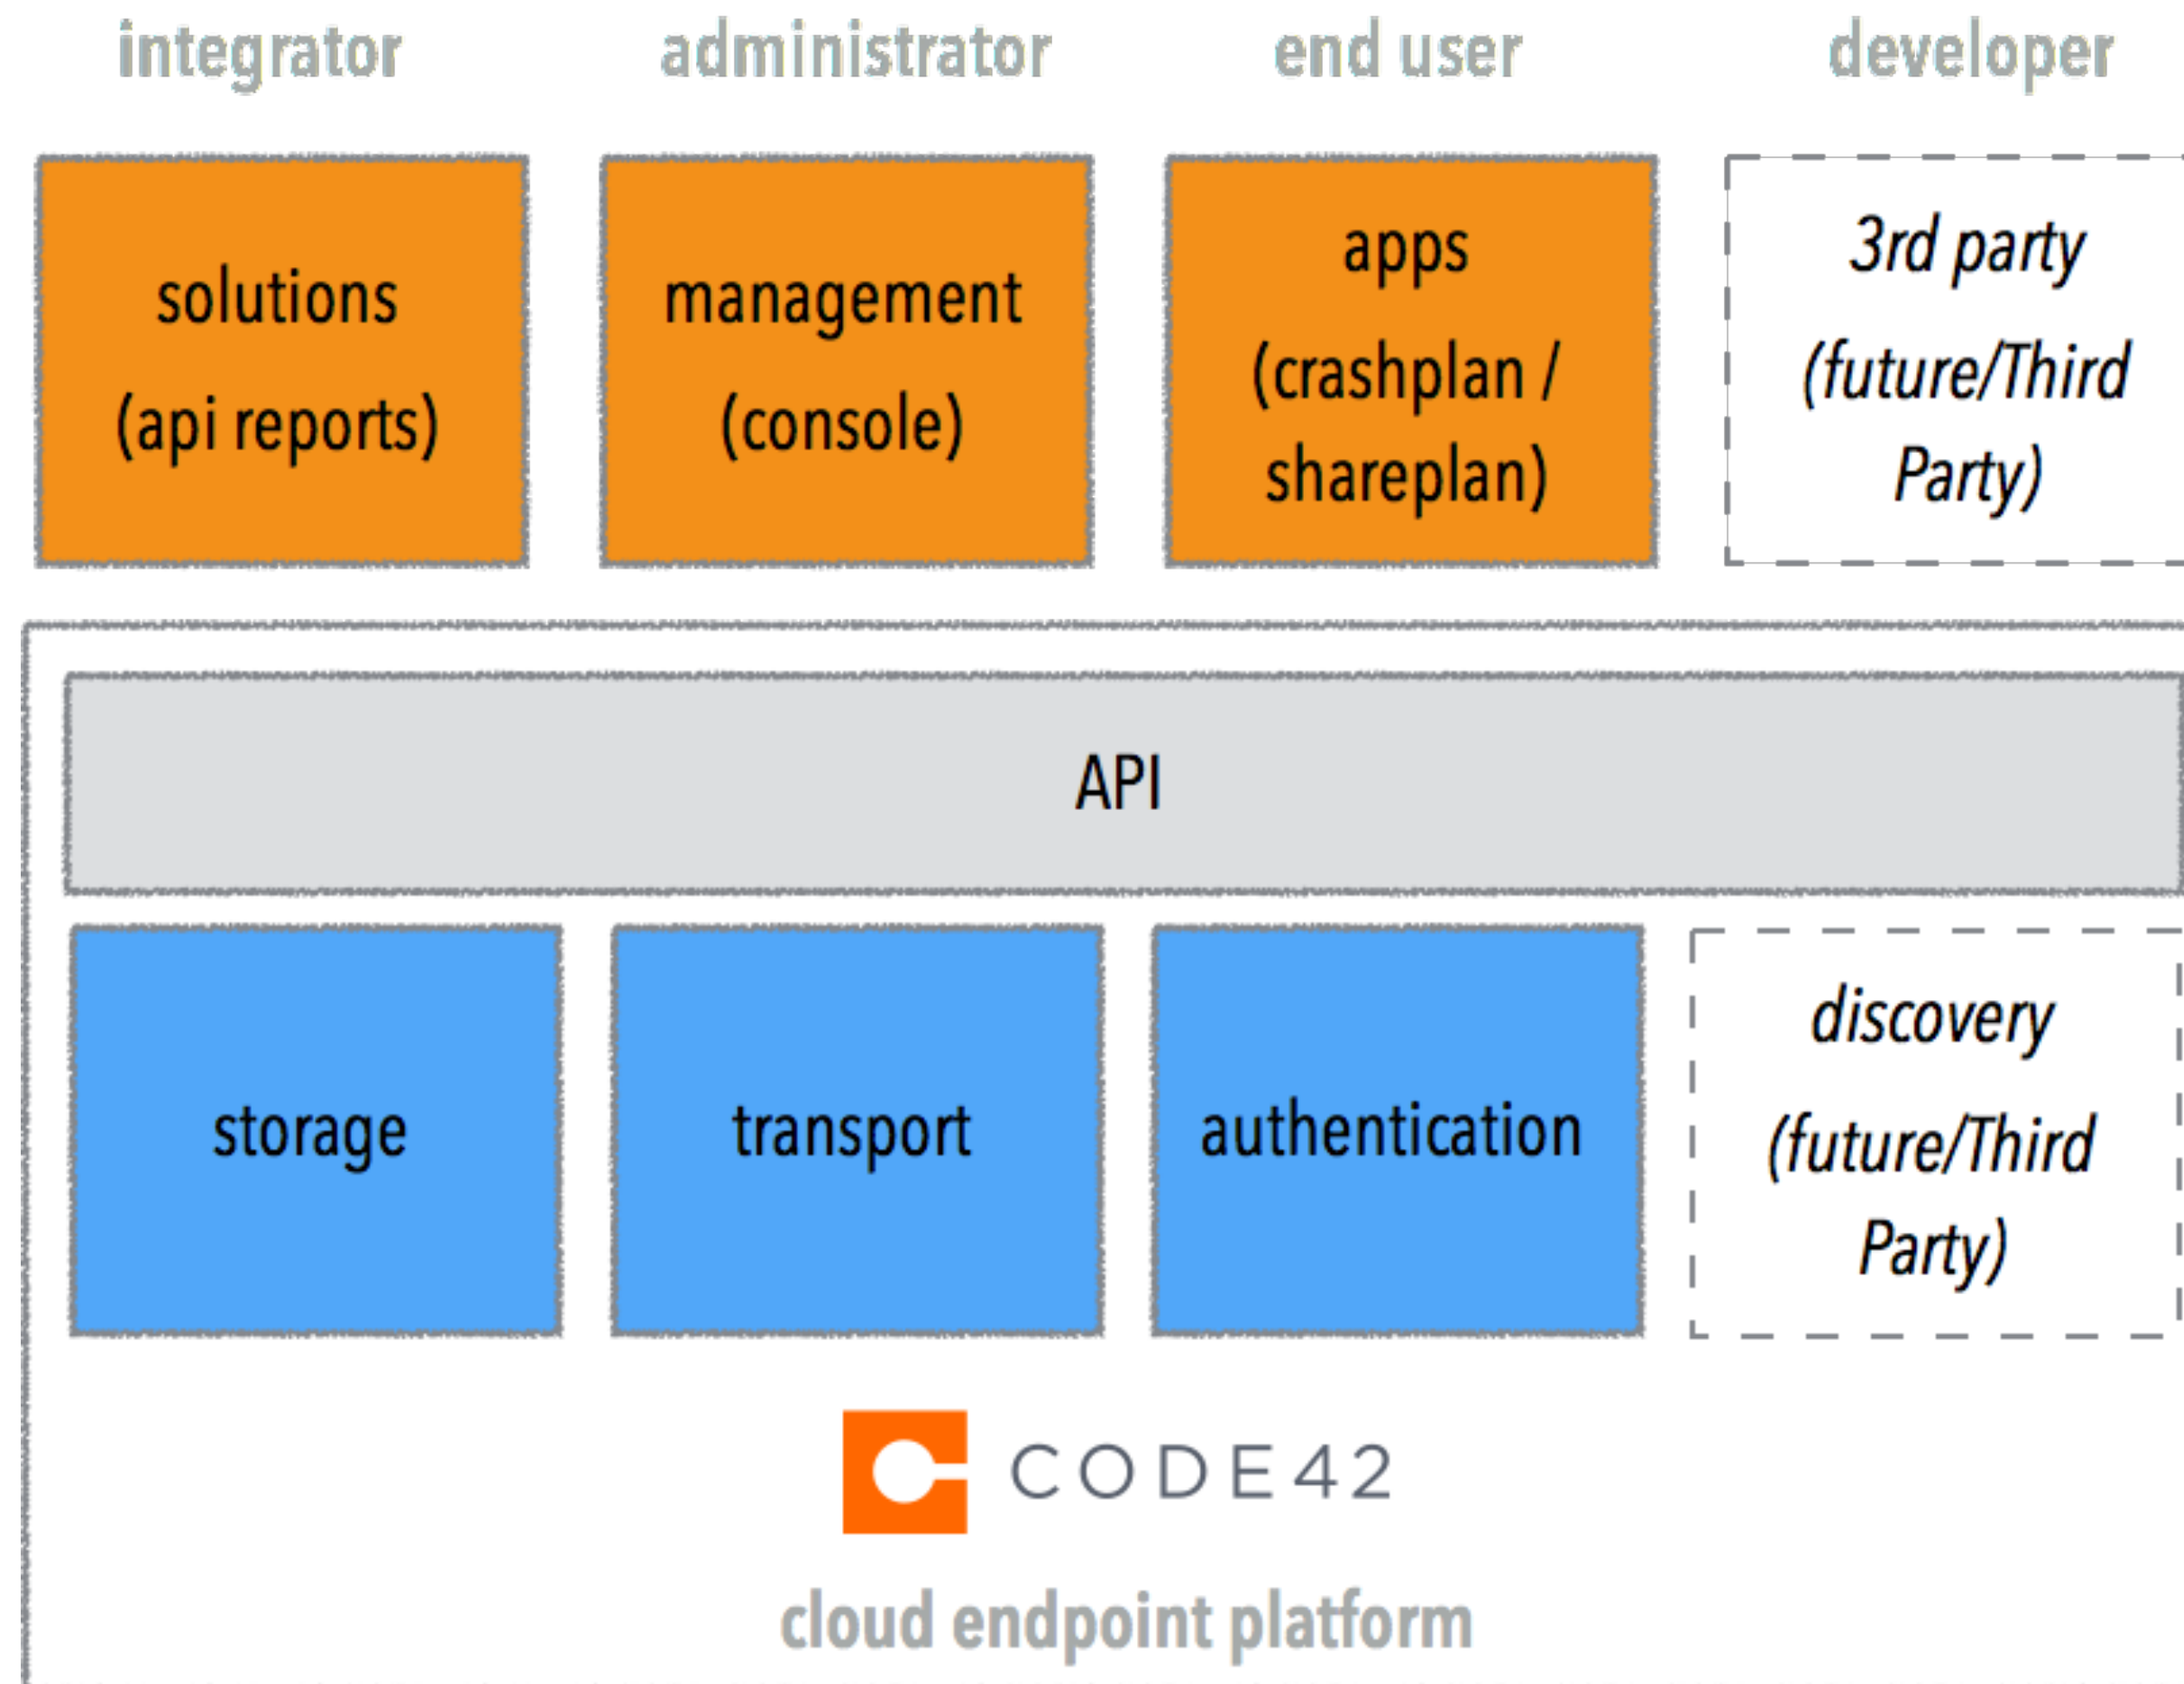 integrator
administrator
end user
developer
solutions
(api reports)
management
(console)
apps
(crashplan /
shareplan)
3rd party
(future/Third
Party)
API
storage
transport
authentication
discovery
(future/Third
Party)
CODE42
cloud endpoint platform